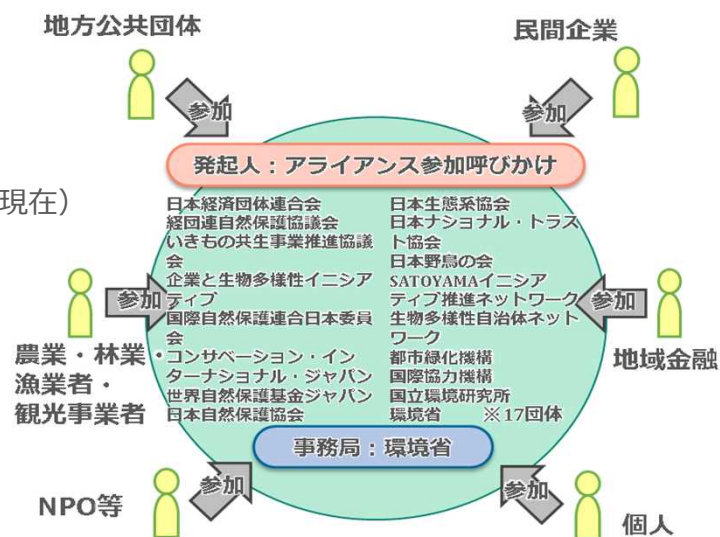 地方公共団体
民間企業
参加
参加
発起人：アライアンス参加呼びかけ
現在）
日本経済団体連合会
経団連自然保護協議会
いきもの共生事業推進協議
会
企業と生物多様性イニシア
ティブ
国際自然保護連合日本委員
会
コンサベーション・イン
ターナショナル・ジャパン
世界自然保護基金ジャパン
日本自然保護協会
日本生態系協会
日本ナショナル・トラス
ト協会
日本野鳥の会
SATOYAMAイニシア
ティブ推進ネットワーク
生物多様性自治体ネット
ワーク
都市緑化機構
国際協力機構
国立環境研究所
環境省　※17団体
参加
参加
農業・林業・
漁業者・
観光事業者
地域金融
事務局：環境省
参加
参加
NPO等
個人